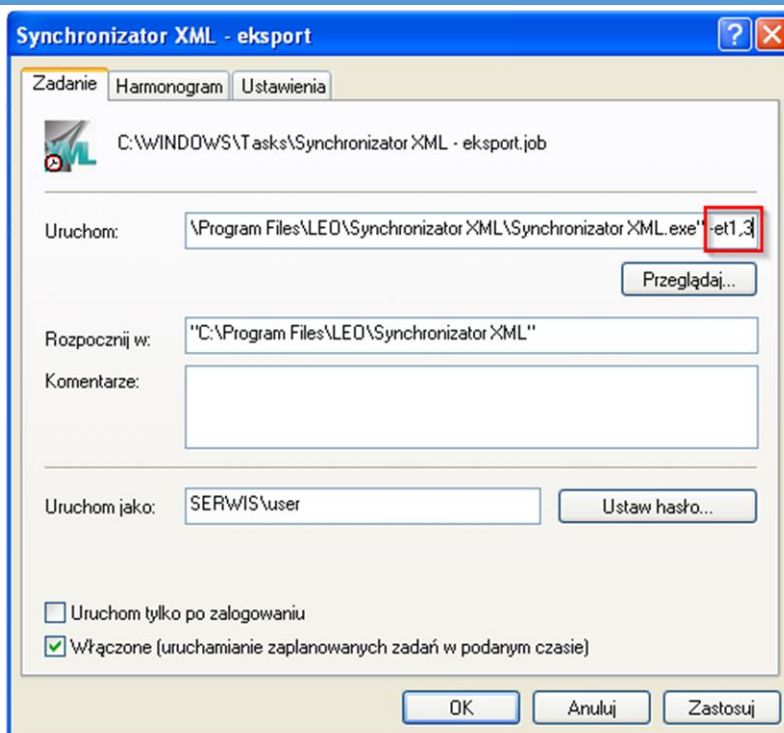 Synchronizator XML - eksport
Zadanie Harmonogram Ustawienia
XML
C:\WINDOWS\Tasks\Synchronizator XML - eksport.job
Uruchom: \Program Files\LEO\Synchronizator XML\Synchronizator XML.exe" -et1,3
Przeglądaj...
Rozpocznij w: "C:\Program Files\LEO\Synchronizator XML"
Komentarze:
Uruchom jako: SERWIS\user Ustaw hasło...
Uruchom tylko po zalogowaniu
Włączone (uruchamianie zaplanowanych zadań w podanym czasie)
OK Anuluj Zastosuj